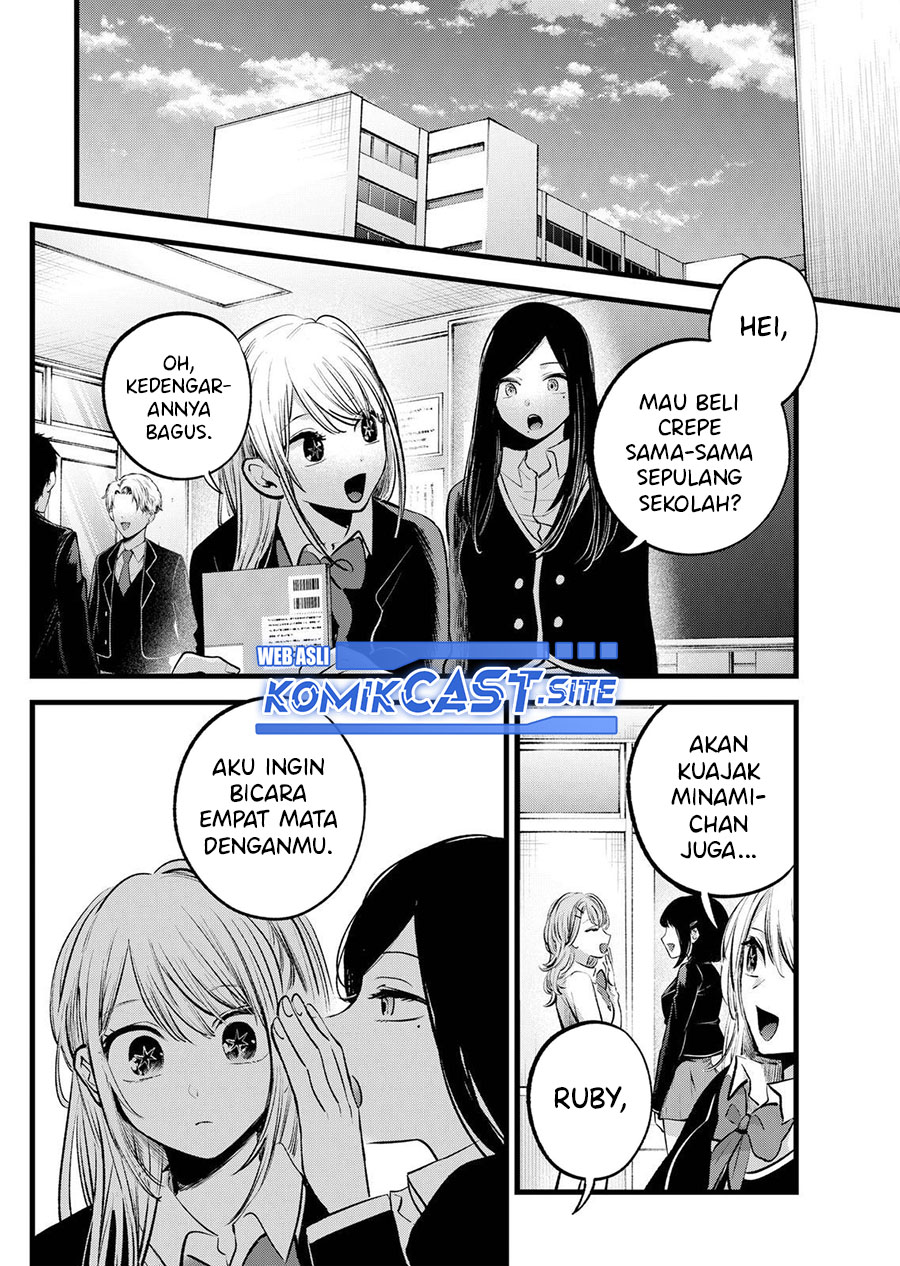 HEI,
MAU BELI
CREPE
SAMA-SAMA
SEPULANG
SEKOLAH?
OH,
KEDENGAR-
ANNYA
BAGUS.
WEB ASLI
KOMIKCAST.SITE
AKAN
KUAJAK
MINAMI-
CHAN
JUGA...
RUBY,
AKU INGIN
BICARA
EMPAT MATA
DENGANMU.